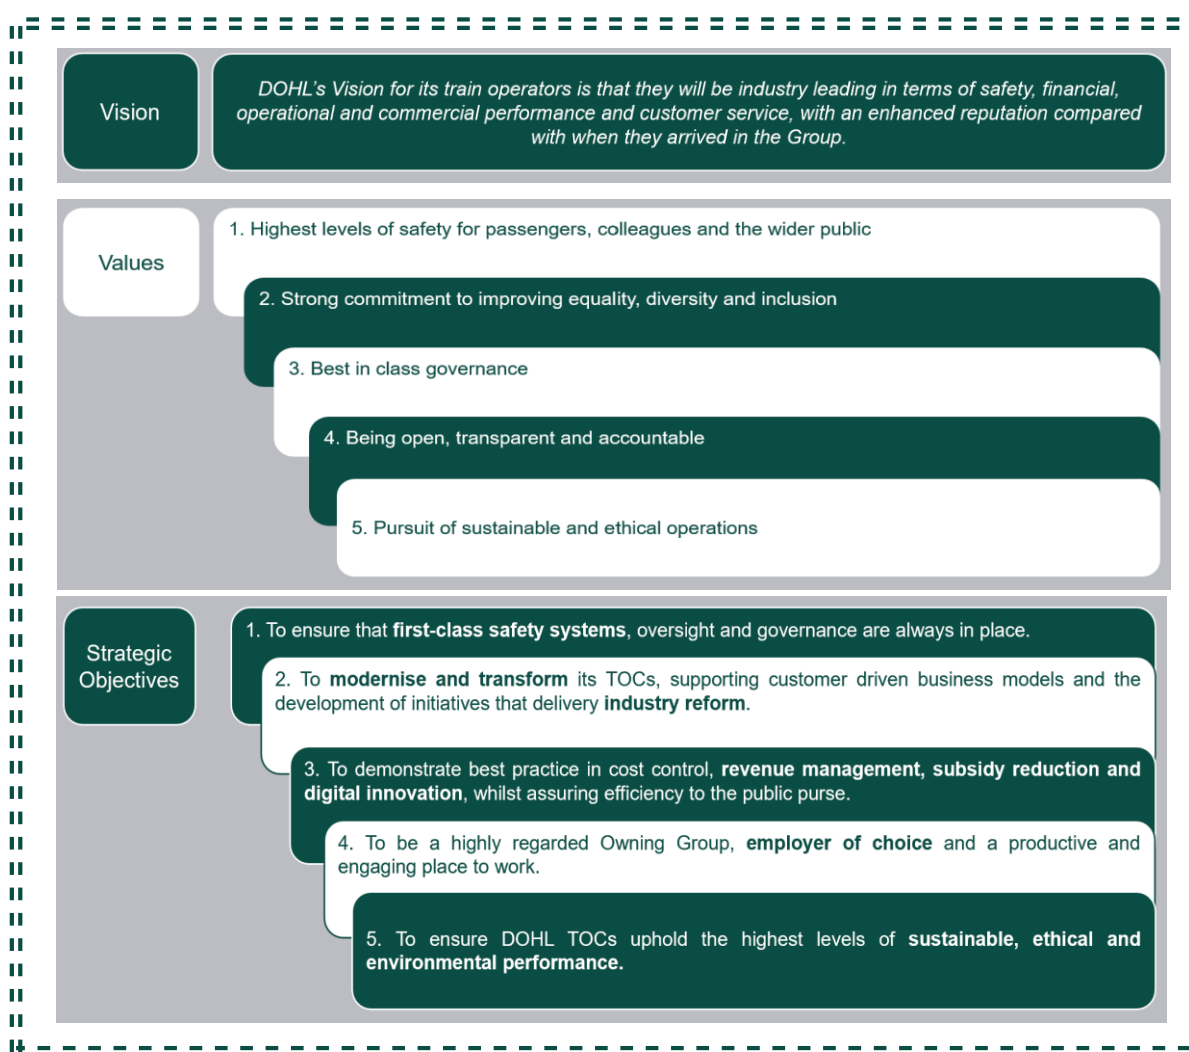 Vision
DOHL's Vision for its train operators is that they will be industry leading in terms of safety, financial,
operational and commercial performance and customer service, with an enhanced reputation compared
with when they arrived in the Group.
Values
1. Highest levels of safety for passengers, colleagues and the wider public
2. Strong commitment to improving equality, diversity and inclusion
3. Best in class governance
4. Being open, transparent and accountable
5. Pursuit of sustainable and ethical operations
Strategic
Objectives
1. To ensure that first-class safety systems, oversight and governance are always in place.
2. To modernise and transform its TOCs, supporting customer driven business models and the
development of initiatives that delivery industry reform.
3. To demonstrate best practice in cost control, revenue management, subsidy reduction and
digital innovation, whilst assuring efficiency to the public purse.
4. To be a highly regarded Owning Group, employer of choice and a productive and
engaging place to work.
5. To ensure DOHL TOCs uphold the highest levels of sustainable, ethical and
environmental performance.